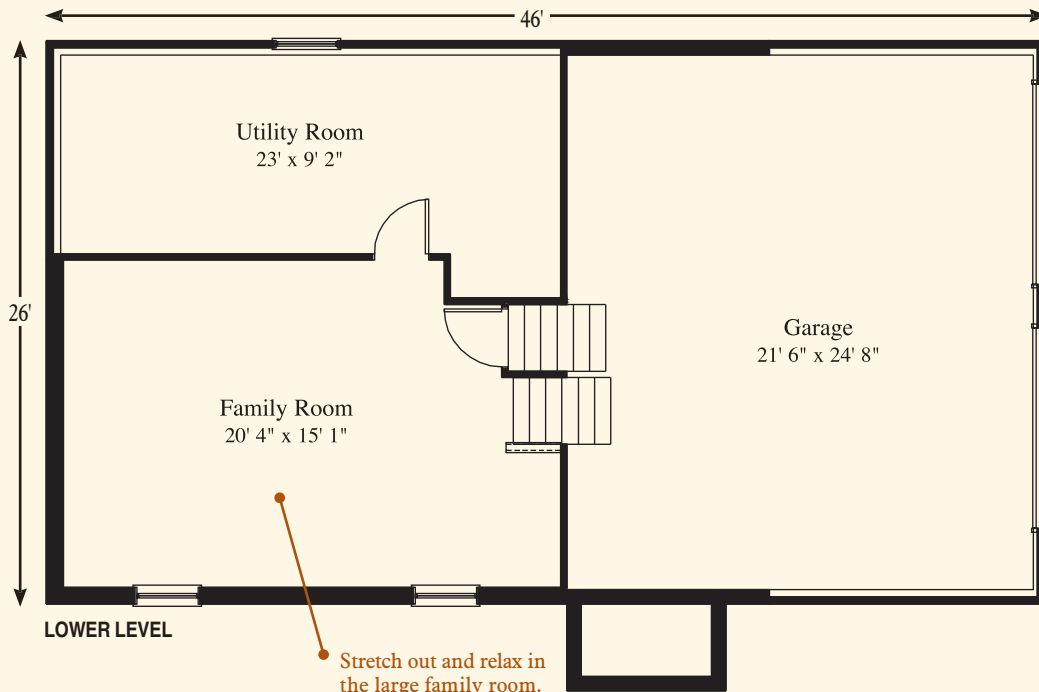 46'
Utility Room
23' x 9' 2"
26'
Garage
21' 6" x 24' 8"
Family Room
20' 4" x 15' 1"
LOWER LEVEL
Stretch out and relax in
the large family room.